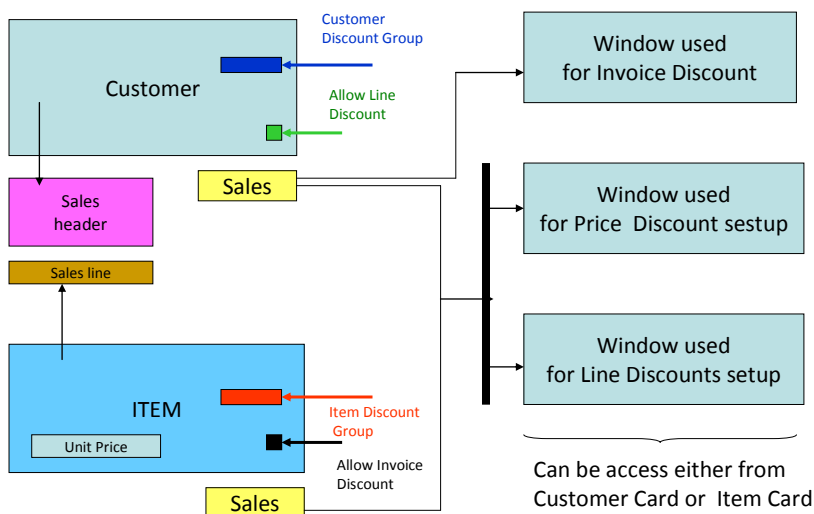 Customer
Discount Group
Customer
Allow Line
Discount
Window used
for Invoice Discount
Sales
header
Sales
Sales line
Window used
for Price Discount sestup
ITEM
Unit Price
Item Discount
Group
Allow Invoice
Discount
Window used
for Line Discounts setup
Sales
Can be access either from
Customer Card or Item Card